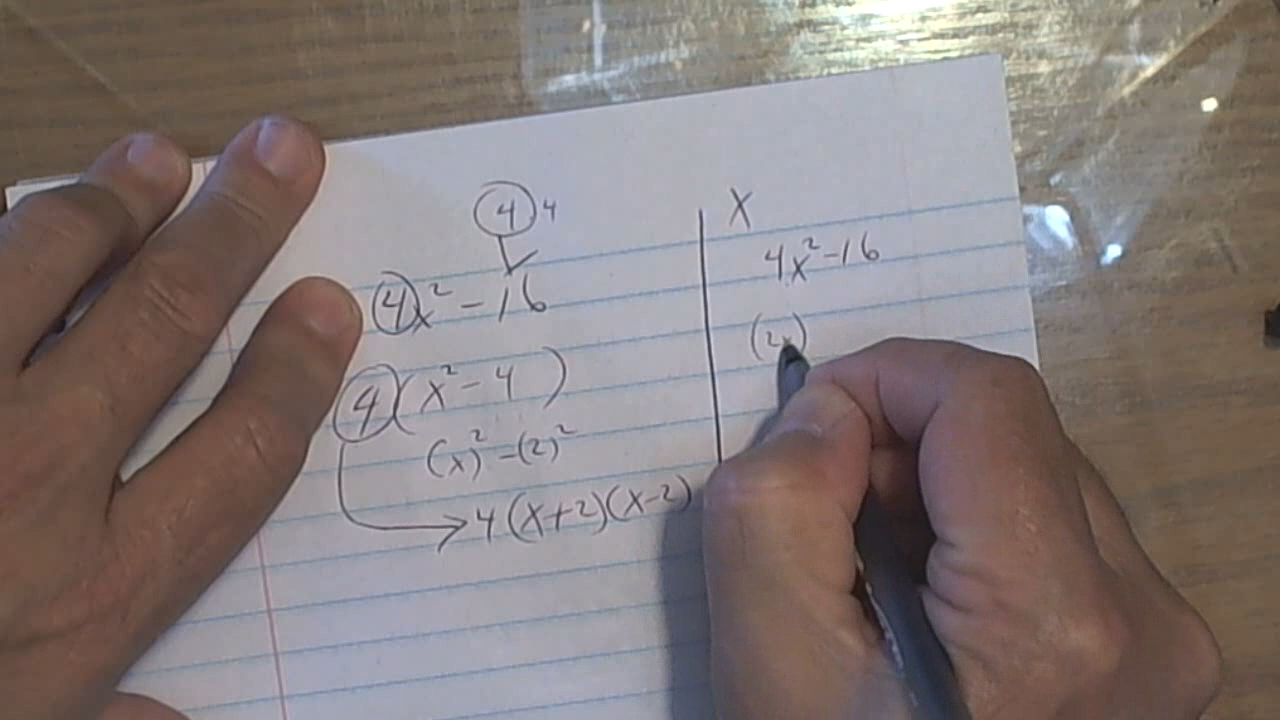 4 4
4x² - 16
4(x² - 4)
(x)² - (2)²
4(x+2)(x-2)
X
4x² - 16
(2x)